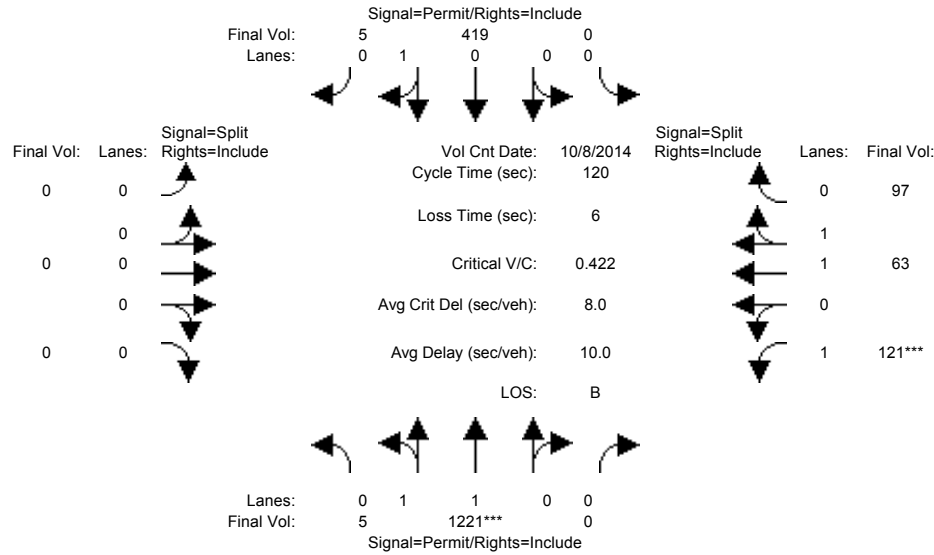 Signal=Permit/Rights=Include
Final Vol: 5 419 0
Lanes: 0 1 0 0 0
Signal=Split Signal=Split
Final Vol: Lanes: Rights=Include Vol Cnt Date: 10/8/2014 Rights=Include Lanes: Final Vol:
Cycle Time (sec): 120
0 0 0 97
Loss Time (sec): 6
0 1
0 0 Critical V/C: 0.422 1 63
0 Avg Crit Del (sec/veh): 8.0 0
0 0 Avg Delay (sec/veh): 10.0 1 121***
LOS: B
Lanes: 0 1 1 0 0
Final Vol: 5 1221*** 0
Signal=Permit/Rights=Include